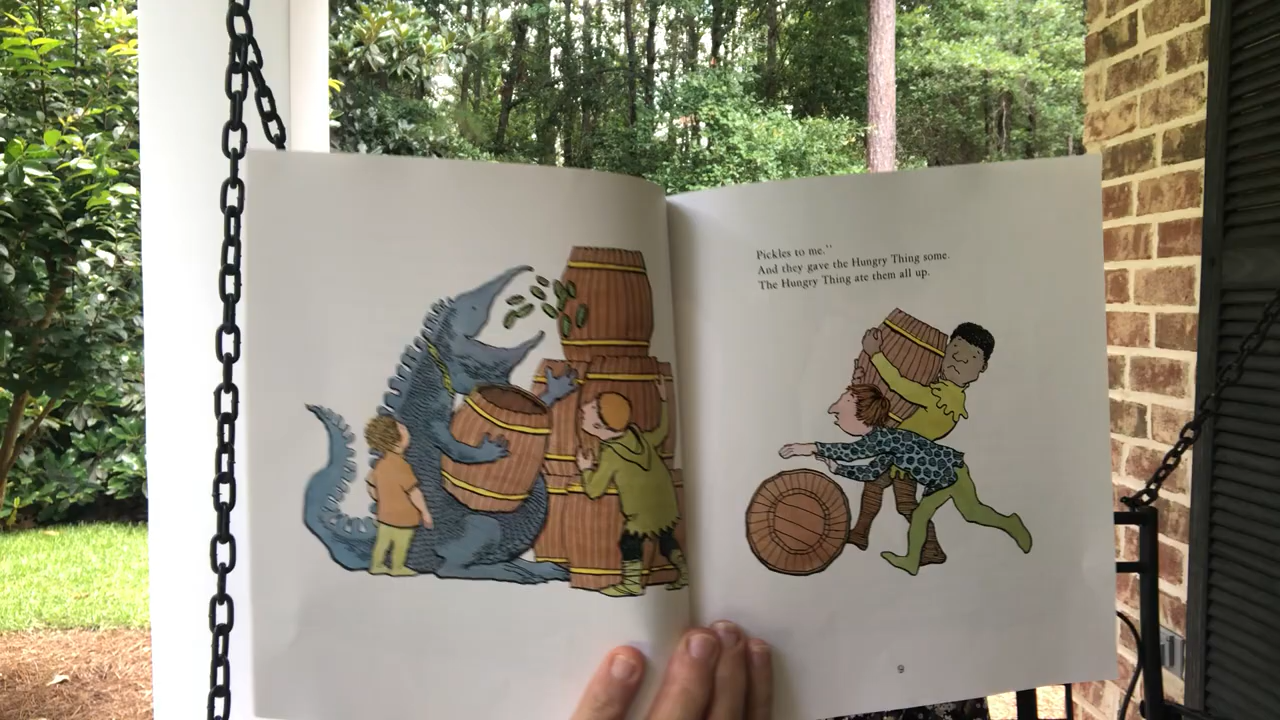 Pickles to me."
And they gave the Hungry Thing some.
The Hungry Thing ate them all up.
9